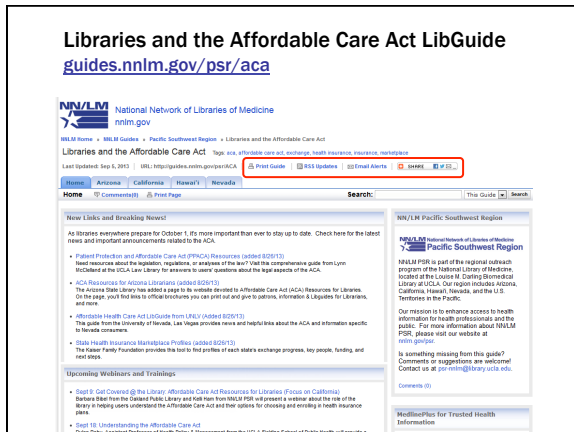 Libraries and the Affordable Care Act LibGuide
guides.nnlm.gov/psr/aca
NN/LM
National Network of Libraries of Medicine
nnlm.gov
NN/LM Home » NN/LM Guides » Pacific Southwest Region » Libraries and the Affordable Care Act
Libraries and the Affordable Care Act Tags: aca, affordable care act, exchange, health insurance, insurance, marketplace
Last Updated: Sep 5, 2013 | URL: http://guides.nnlm.gov/psr/ACA | Print Guide | RSS Updates | Email Alerts | SHARE
Home Arizona California Hawai'i Nevada
Home Comments(0) Print Page Search: This Guide Search
New Links and Breaking News!
As libraries everywhere prepare for October 1, it's more important than ever to stay up to date. Check here for the latest
news and important announcements related to the ACA.
• Patient Protection and Affordable Care Act (PPACA) Resources (added 8/26/13)
Need resources about the legislation, regulations, or analyses of the law? Visit this comprehensive guide from Lynn
McClelland at the UCLA Law Library for answers to users' questions about the legal aspects of the ACA.
• ACA Resources for Arizona Librarians (added 8/26/13)
The Arizona State Library has added a page to its website devoted to Affordable Care Act (ACA) Resources for Libraries.
On the page, you'll find links to official brochures you can print out and give to patrons, information & Libguides for Librarians,
and more.
• Affordable Health Care Act LibGuide from UNLV (Added 8/26/13)
This guide from the University of Nevada, Las Vegas provides news and helpful links about the ACA and information specific
to Nevada consumers.
• State Health Insurance Marketplace Profiles (added 8/26/13)
The Kaiser Family Foundation provides this tool to find profiles of each state's exchange progress, key people, funding, and
next steps.
Upcoming Webinars and Trainings
• Sept 9: Get Covered @ the Library: Affordable Care Act Resources for Libraries (Focus on California)
Barbara Bibel from the Oakland Public Library and Kelli Ham from NN/LM PSR will present a webinar about the role of the
library in helping users understand the Affordable Care Act and their options for choosing and enrolling in health insurance
plans.
• Sept 18: Understanding the Affordable Care Act
NN/LM Pacific Southwest Region
NN/LM National Network of Libraries of Medicine
Pacific Southwest Region
NN/LM PSR is part of the regional outreach
program of the National Library of Medicine,
located at the Louise M. Darling Biomedical
Library at UCLA. Our region includes Arizona,
California, Hawai'i, Nevada, and the U.S.
Territories in the Pacific.
Our mission is to enhance access to health
information for health professionals and the
public. For more information about NN/LM
PSR, please visit our website at
nnlm.gov/psr.
Is something missing from this guide?
Comments or suggestions are welcome!
Contact us at psr-nnlm@library.ucla.edu.
Comments (0)
MedlinePlus for Trusted Health
Information